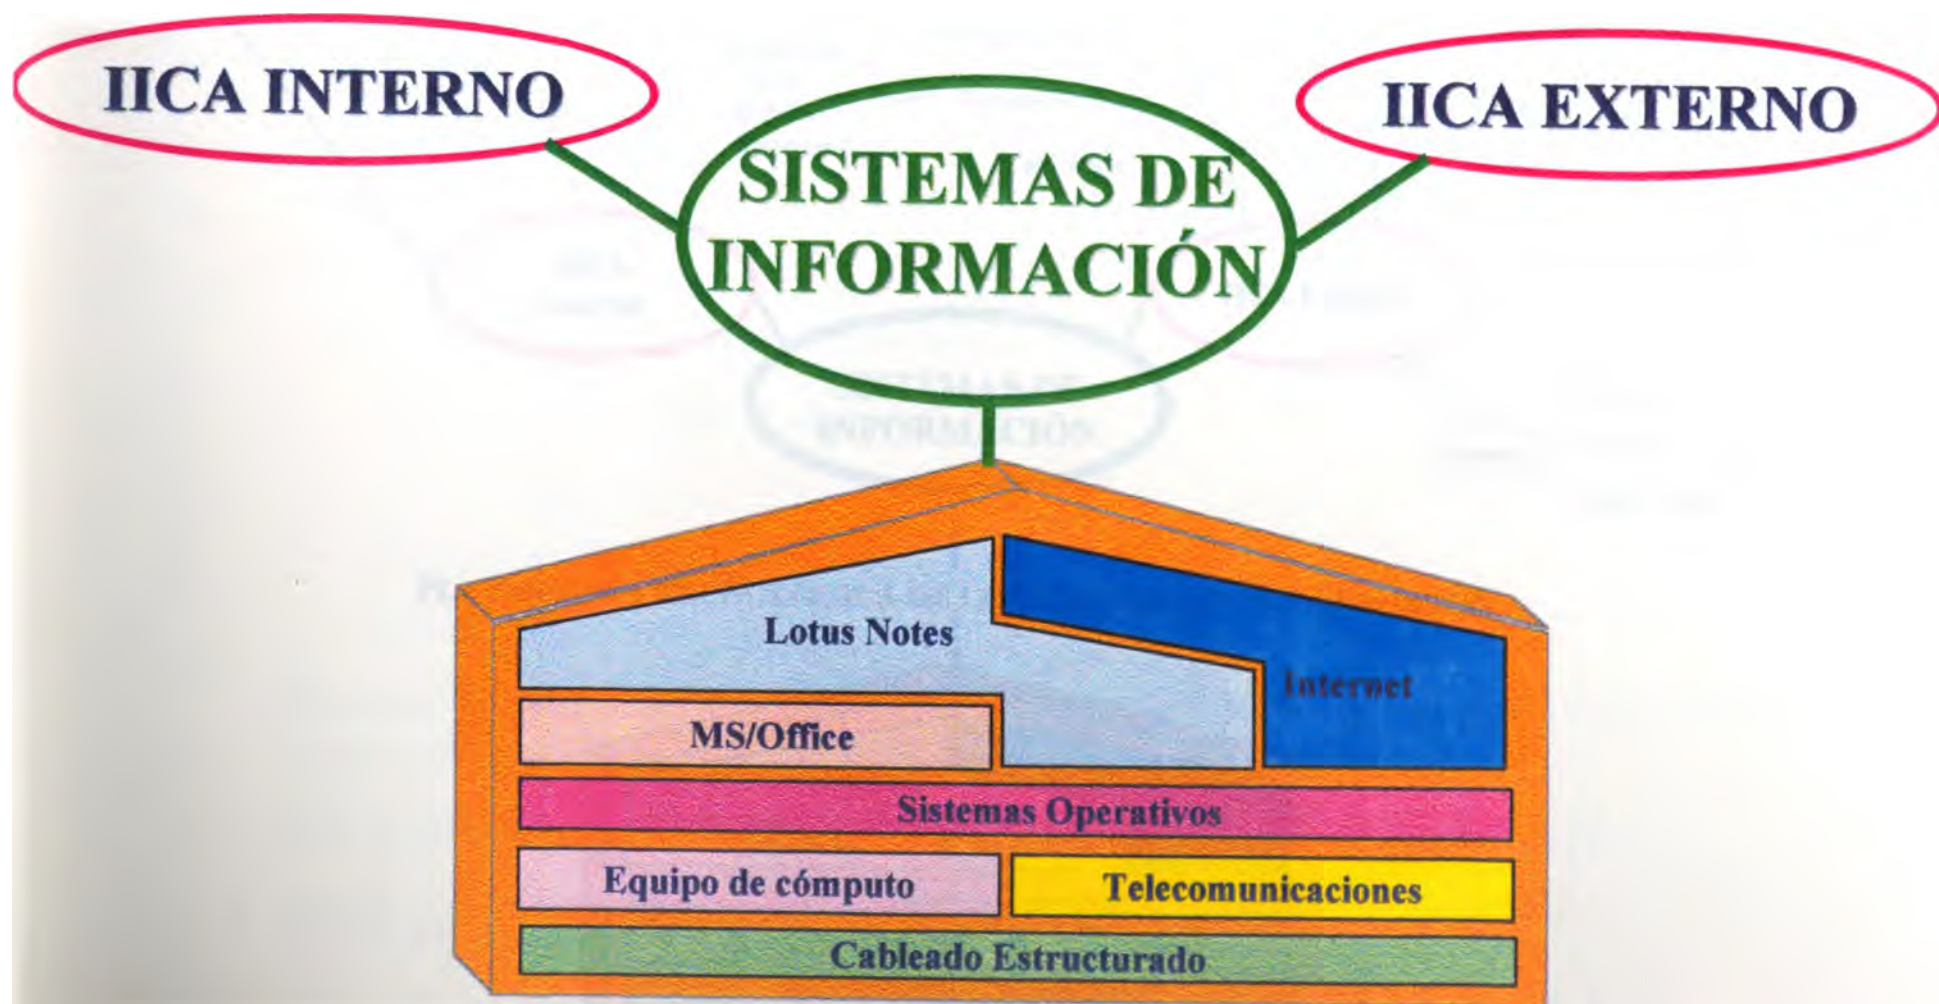 IICA INTERNO
IICA EXTERNO
SISTEMAS DE
INFORMACIÓN
Lotus Notes
Internet
MS/Office
Sistemas Operativos
Equipo de cómputo
Telecomunicaciones
Cableado Estructurado